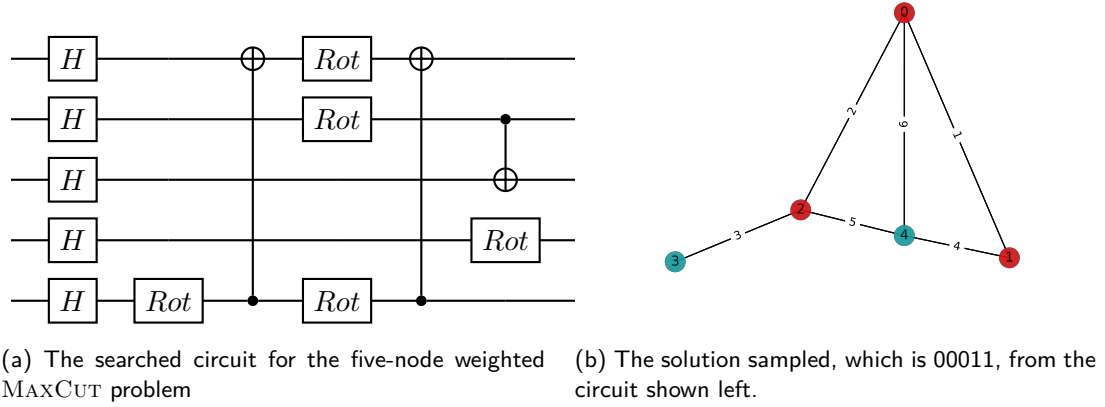 H Rot
H Rot
H
H Rot
H Rot Rot
0
2 6 1
2 5 4 4 1
3 3
(a) The searched circuit for the five-node weighted
MAXCUT problem
(b) The solution sampled, which is 00011, from the
circuit shown left.